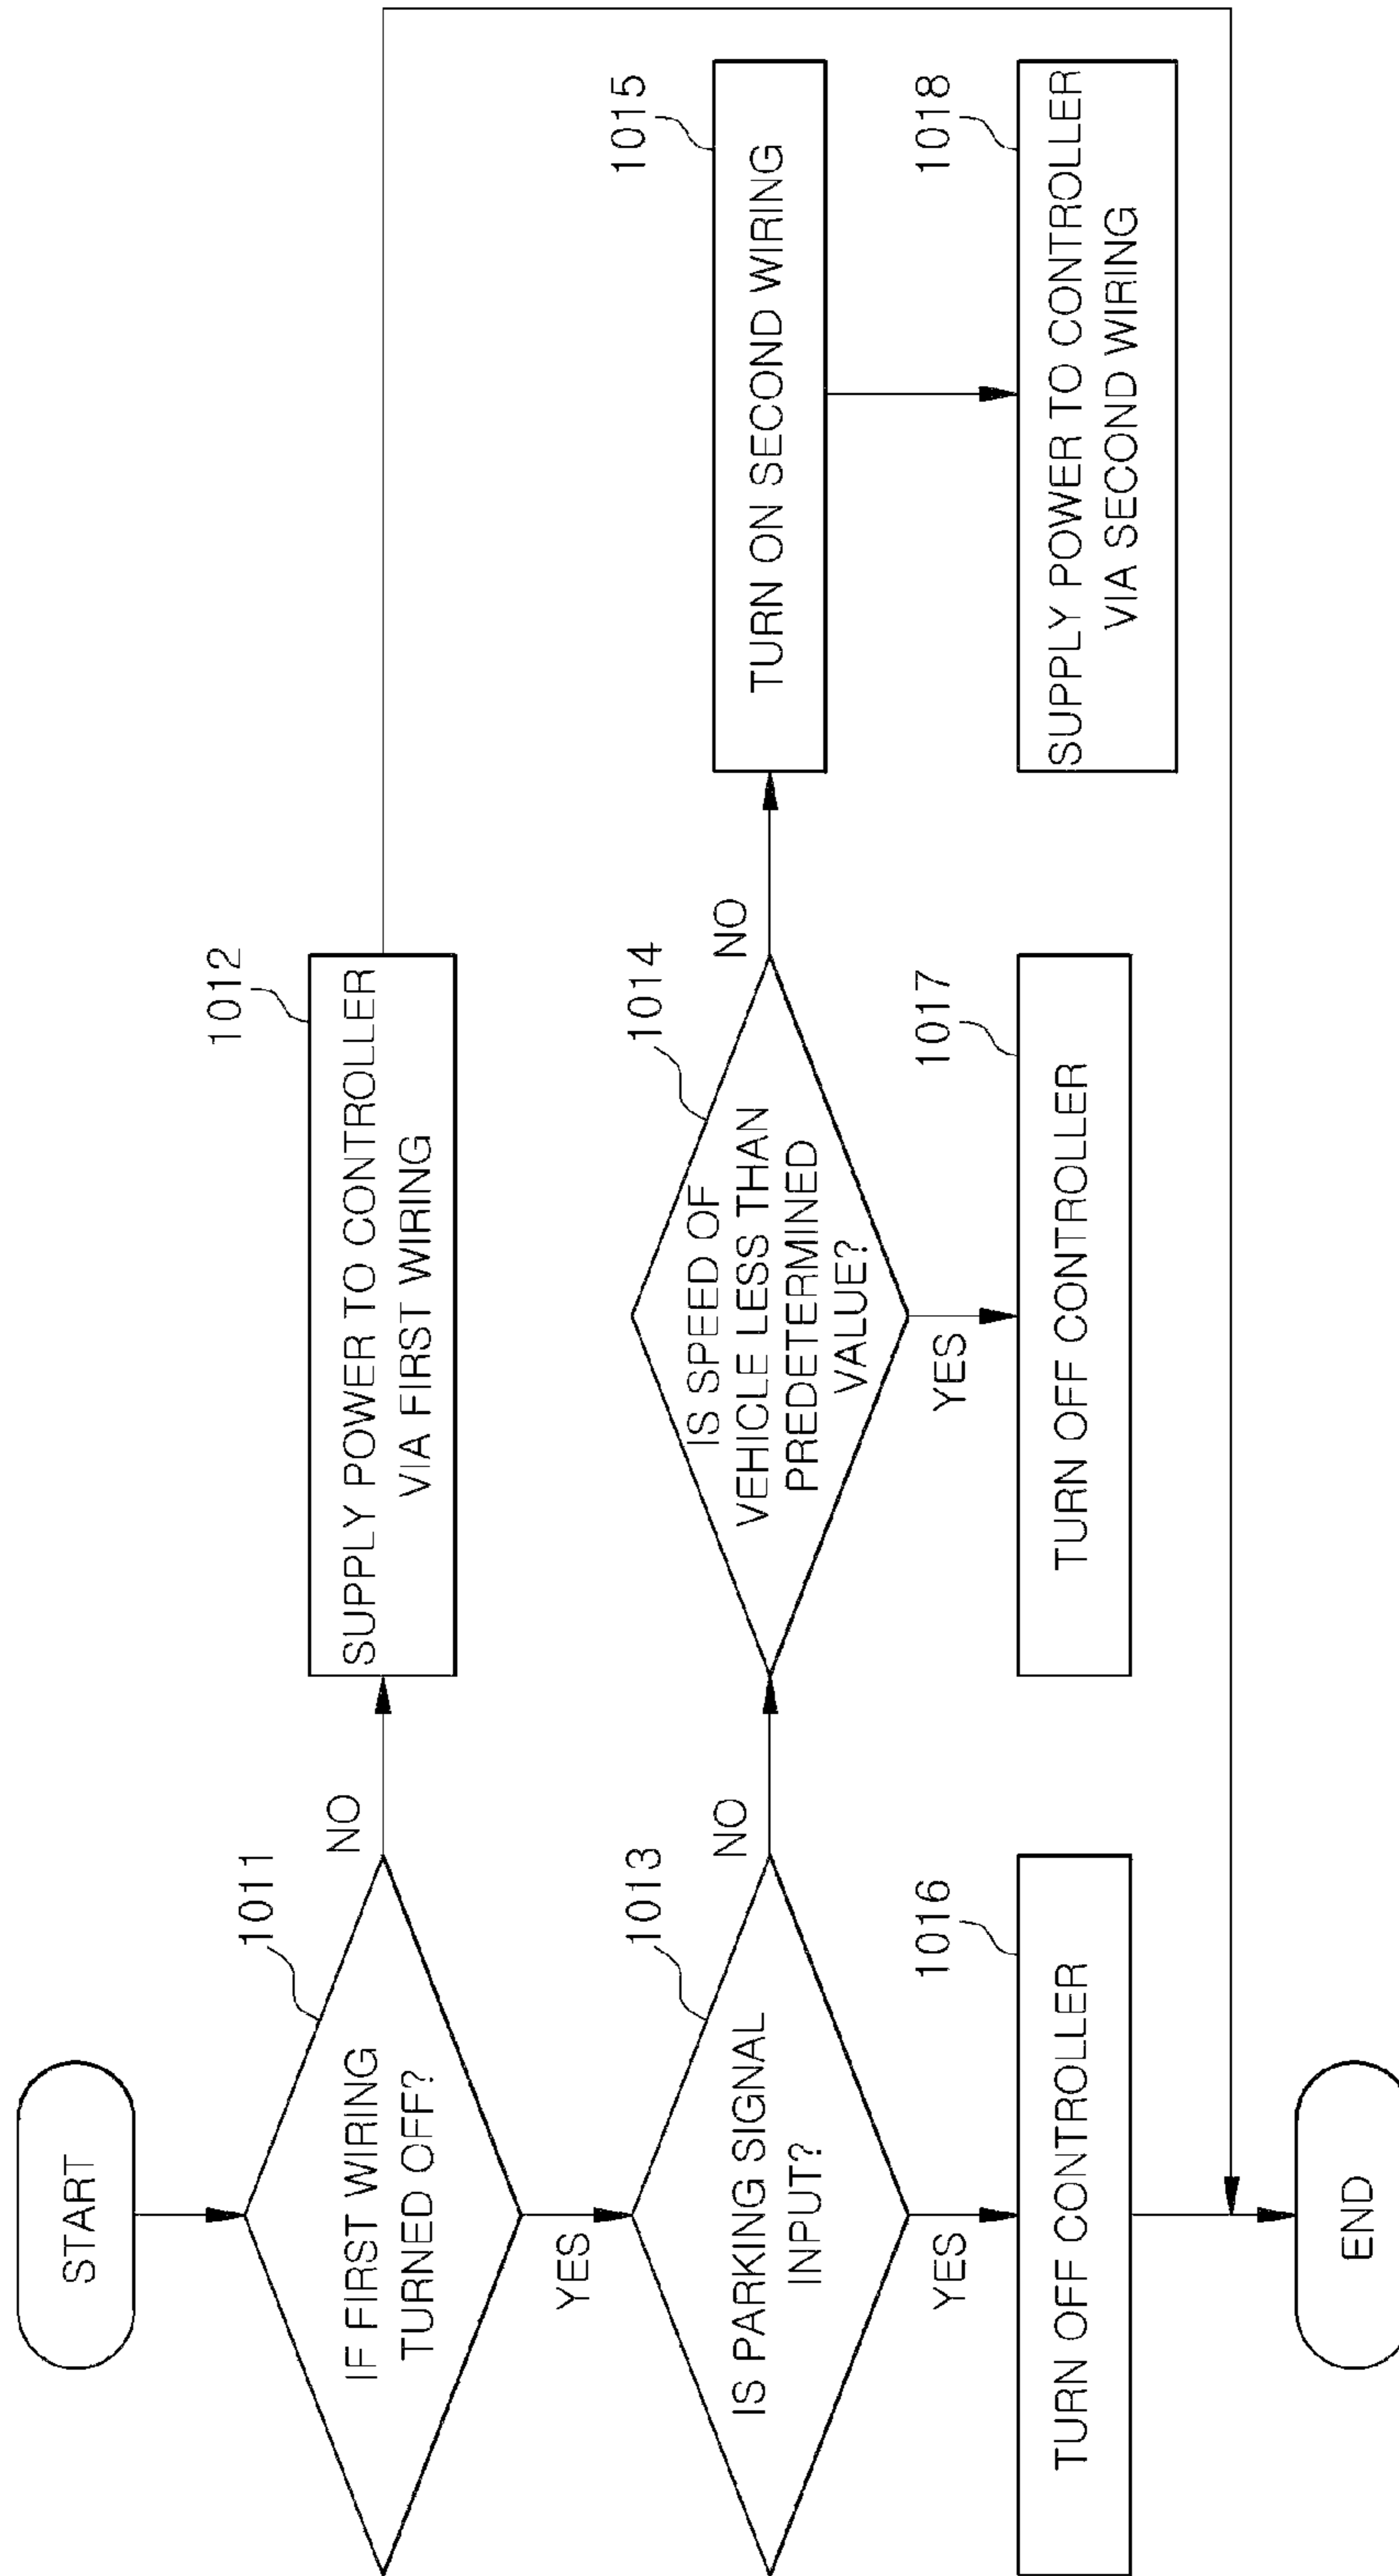 START
1011
IF FIRST WIRING
TURNED OFF?
NO
1012
SUPPLY POWER TO CONTROLLER
VIA FIRST WIRING
YES
1013
IS PARKING SIGNAL
INPUT?
NO
1014
IS SPEED OF
VEHICLE LESS THAN
PREDETERMINED
VALUE?
NO
1015
TURN ON SECOND WIRING
YES
1016
TURN OFF CONTROLLER
YES
1017
TURN OFF CONTROLLER
1018
SUPPLY POWER TO CONTROLLER
VIA SECOND WIRING
END